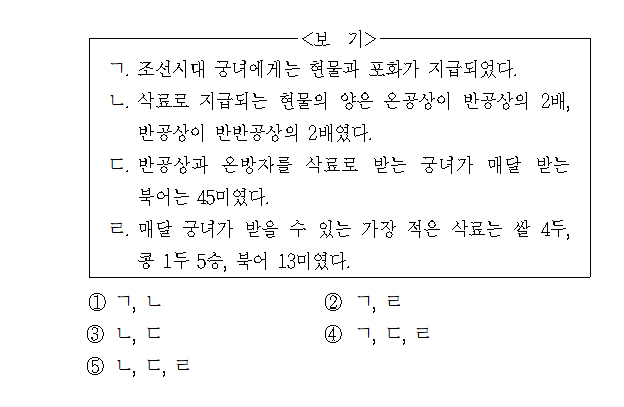 <보 기>
ㄱ. 조선시대 궁녀에게는 현물과 포화가 지급되었다.
ㄴ. 삭료로 지급되는 현물의 양은 온공상이 반공상의 2배,
반공상이 반반공상의 2배였다.
ㄷ. 반공상과 온방자를 삭료로 받는 궁녀가 매달 받는
북어는 45미였다.
ㄹ. 매달 궁녀가 받을 수 있는 가장 적은 삭료는 쌀 4두,
콩 1두 5승, 북어 13미였다.
① ㄱ, ㄴ ② ㄱ, ㄹ
③ ㄴ, ㄷ ④ ㄱ, ㄷ, ㄹ
⑤ ㄴ, ㄷ, ㄹ